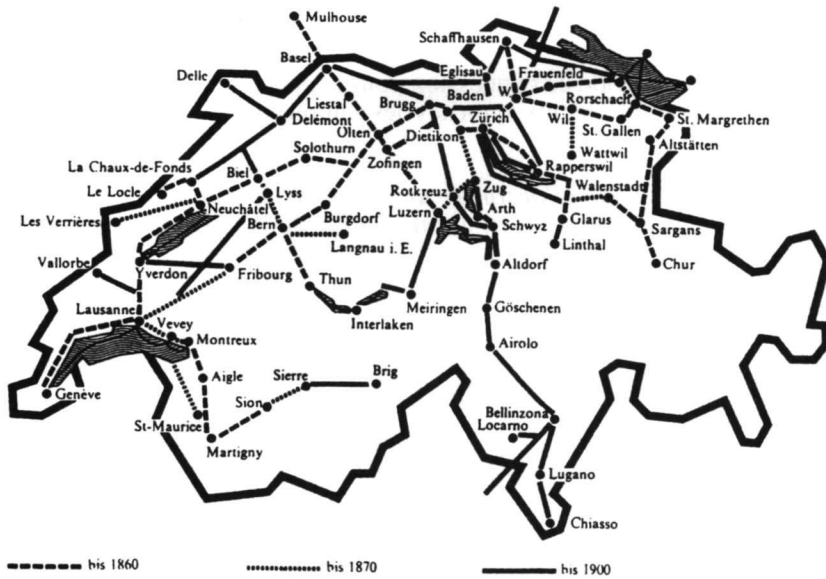 Mulhouse
Schaffhausen
Basel
Eglisau
Delle
Frauenfeld
Baden
W.
Liestal
Brugg
Rorschach
Delémont
Zürich
Wil
St. Margrethen
Olten
Dietikon
St. Gallen
Solothurn
Altstätten
Zofingen
Wattwil
La Chaux-de-Fonds
Rapperswil
Biel
Lyss
Rotkreuz
Zug
Walenstadt
Le Locle
Neuchâtel
Luzern
Arth
Les Verrières
Bern
Burgdorf
Glarus
Schwyz
Sargans
Langnau i. E.
Linthal
Vallorbe
Yverdon
Fribourg
Altdorf
Chur
Thun
Meiringen
Lausanne
Interlaken
Göschenen
Vevey
Montreux
Airolo
Genève
Aigle
Sierre
Brig
Sion
Bellinzona
St-Maurice
Locarno
Martigny
Lugano
Chiasso
bis 1860
bis 1870
bis 1900